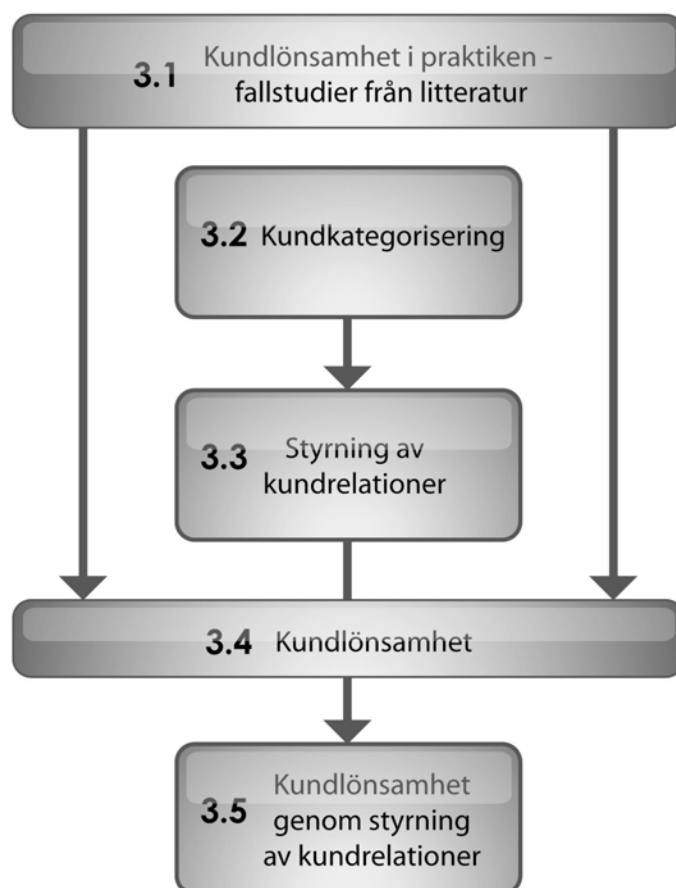 3.1 Kundlönsamhet i praktiken -
fallstudier från litteratur
3.2 Kundkategorisering
3.3 Styrning av
kundrelationer
3.4 Kundlönsamhet
3.5 Kundlönsamhet
genom styrning
av kundrelationer